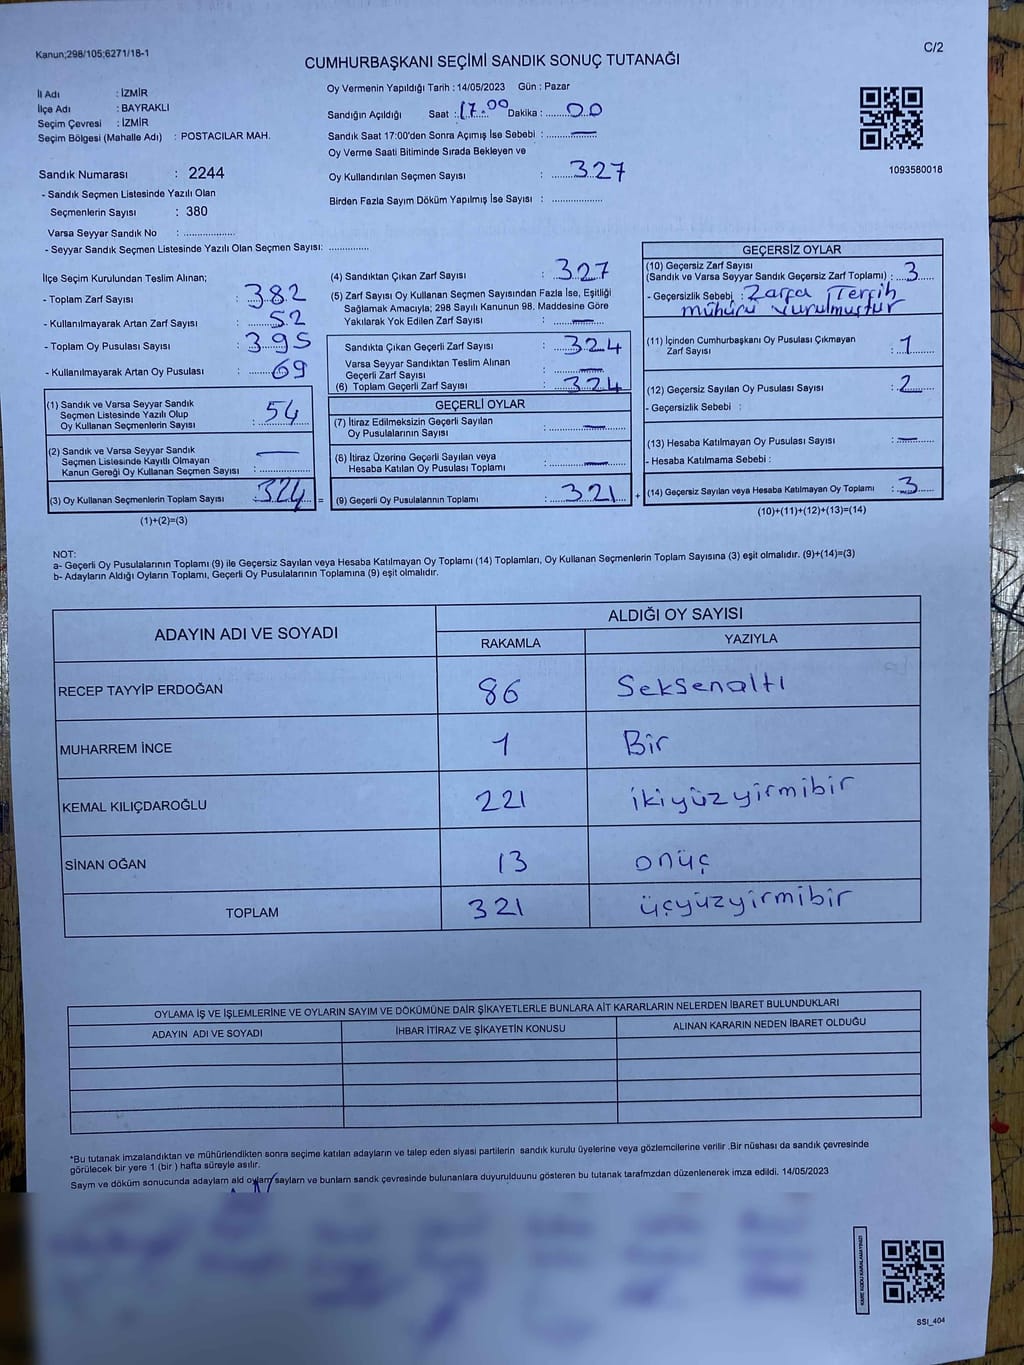 Kanun;298/105;6271/18-1
C/2
CUMHURBAŞKANI SEÇİMİ SANDIK SONUÇ TUTANAĞI
İl Adı : İZMİR
İlçe Adı : BAYRAKLI
Seçim Çevresi : İZMİR
Seçim Bölgesi (Mahalle Adı) : POSTACILAR MAH.
Sandık Numarası : 2244
- Sandık Seçmen Listesinde Yazılı Olan
Seçmenlerin Sayısı : 380
Varsa Seyyar Sandık No : ..................
- Seyyar Sandık Seçmen Listesinde Yazılı Olan Seçmen Sayısı: ..............
Oy Vermenin Yapıldığı Tarih : 14/05/2023 Gün : Pazar
Sandığın Açıldığı Saat : 17.00 Dakika : 00
Sandık Saat 17:00'den Sonra Açımış İse Sebebi : —
Oy Verme Saati Bitiminde Sırada Bekleyen ve
Oy Kullandırılan Seçmen Sayısı : 327
Birden Fazla Sayım Döküm Yapılmış İse Sayısı : ..................
1093580018
İlçe Seçim Kurulundan Teslim Alınan;
- Toplam Zarf Sayısı : 382
- Kullanılmayarak Artan Zarf Sayısı : 52
- Toplam Oy Pusulası Sayısı : 395
- Kullanılmayarak Artan Oy Pusulası : 69
(1) Sandık ve Varsa Seyyar Sandık
Seçmen Listesinde Yazılı Olup
Oy Kullanan Seçmenlerin Sayısı : 54
(2) Sandık ve Varsa Seyyar Sandık
Seçmen Listesinde Kayıtlı Olmayan
Kanun Gereği Oy Kullanan Seçmen Sayısı : —
(3) Oy Kullanan Seçmenlerin Toplam Sayısı : 324 =
(1)+(2)=(3)
(4) Sandıktan Çıkan Zarf Sayısı : 327
(5) Zarf Sayısı Oy Kullanan Seçmen Sayısından Fazla İse, Eşitliği
Sağlamak Amacıyla; 298 Sayılı Kanunun 98. Maddesine Göre
Yakılarak Yok Edilen Zarf Sayısı : —
Sandıkta Çıkan Geçerli Zarf Sayısı : 324
Varsa Seyyar Sandıktan Teslim Alınan
Geçerli Zarf Sayısı : —
(6) Toplam Geçerli Zarf Sayısı : 324
GEÇERLİ OYLAR
(7) İtiraz Edilmeksizin Geçerli Sayılan
Oy Pusulalarının Sayısı : —
(8) İtiraz Üzerine Geçerli Sayılan veya
Hesaba Katılan Oy Pusulası Toplamı : —
(9) Geçerli Oy Pusulalarının Toplamı : 321 +
GEÇERSİZ OYLAR
(10) Geçersiz Zarf Sayısı
(Sandık ve Varsa Seyyar Sandık Geçersiz Zarf Toplamı) : 3
- Geçersizlik Sebebi : Zarfa Tercih
mühürü vurulmuştur
(11) İçinden Cumhurbaşkanı Oy Pusulası Çıkmayan
Zarf Sayısı : 1
(12) Geçersiz Sayılan Oy Pusulası Sayısı : 2
- Geçersizlik Sebebi :
(13) Hesaba Katılmayan Oy Pusulası Sayısı : —
- Hesaba Katılmama Sebebi :
(14) Geçersiz Sayılan veya Hesaba Katılmayan Oy Toplamı : 3
(10)+(11)+(12)+(13)=(14)
NOT:
a- Geçerli Oy Pusulalarının Toplamı (9) ile Geçersiz Sayılan veya Hesaba Katılmayan Oy Toplamı (14) Toplamları, Oy Kullanan Seçmenlerin Toplam Sayısına (3) eşit olmalıdır. (9)+(14)=(3)
b- Adayların Aldığı Oyların Toplamı, Geçerli Oy Pusulalarının Toplamına (9) eşit olmalıdır.
ADAYIN ADI VE SOYADI
ALDIĞI OY SAYISI
RAKAMLA YAZIYLA
RECEP TAYYİP ERDOĞAN 86 Seksenaltı
MUHARREM İNCE 1 Bir
KEMAL KILIÇDAROĞLU 221 ikiyüzyirmibir
SİNAN OĞAN 13 onüç
TOPLAM 321 üçyüzyirmibir
OYLAMA İŞ VE İŞLEMLERİNE VE OYLARIN SAYIM VE DÖKÜMÜNE DAİR ŞİKAYETLERLE BUNLARA AİT KARARLARIN NELERDEN İBARET BULUNDUKLARI
ADAYIN ADI VE SOYADI İHBAR İTİRAZ VE ŞİKAYETİN KONUSU ALINAN KARARIN NEDEN İBARET OLDUĞU
*Bu tutanak imzalandıktan ve mühürlendikten sonra seçime katılan adayların ve talep eden siyasi partilerin sandık kurulu üyelerine veya gözlemcilerine verilir .Bir nüshası da sandık çevresinde
görülecek bir yere 1 (bir ) hafta süreyle asılır.
Sayım ve döküm sonucunda adaylam ald oylam saylam ve bunlam sandk çevresinde bulunanlara duyurulduunu gösteren bu tutanak tarafmzdan düzenlenerek imza edildi. 14/05/2023
KARE KODU KARALAMAYINIZ!
SSI_404